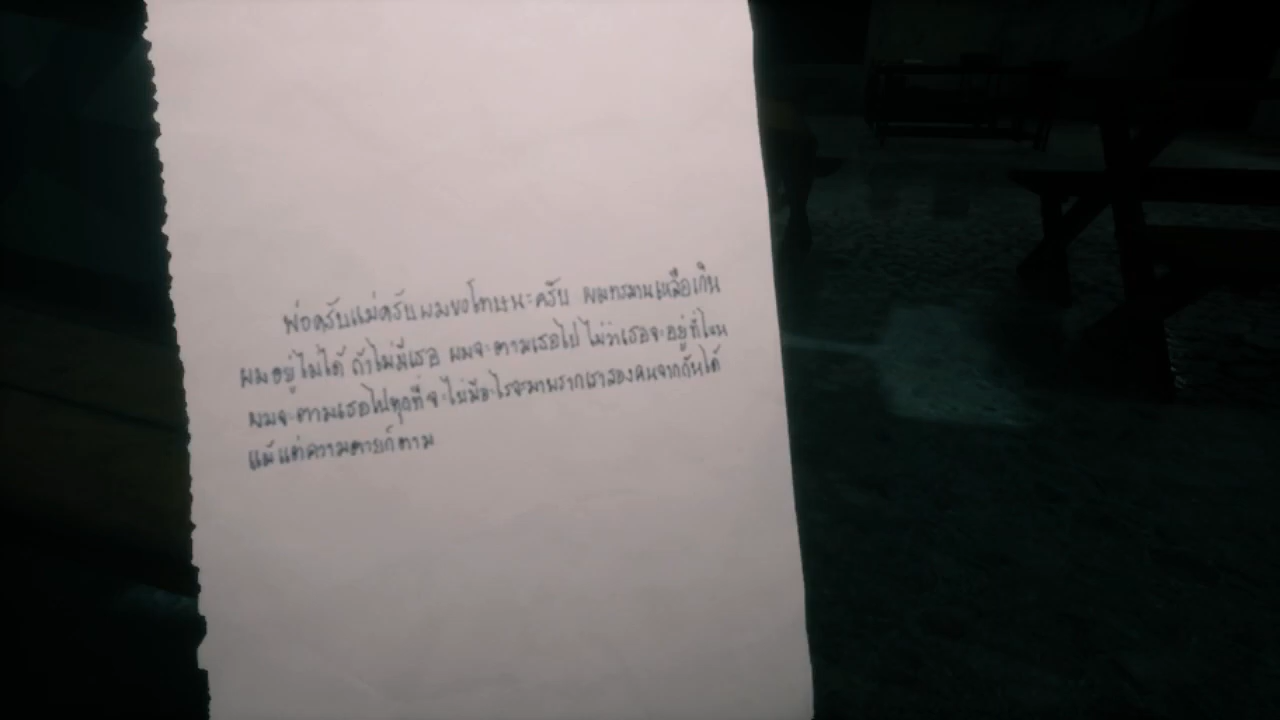 พ่อครับแม่ครับผมขอโทษนะครับ ผมทรมานเหลือเกิน
ผมอยู่ไม่ได้ ถ้าไม่มีเธอ ผมจะตามเธอไป ไม่ว่าเธอจะอยู่ที่ไหน
ผมจะตามเธอไปทุกที่จะไม่มีอะไรจะมาพรากเราสองคนจากกันได้
แม้แต่ความตายก็ตาม